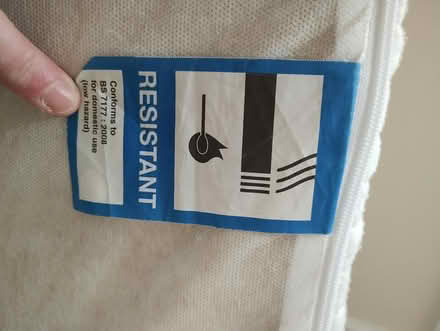 RESISTANT
Conforms to
BS 7177 : 2008
for domestic use
(low hazard)